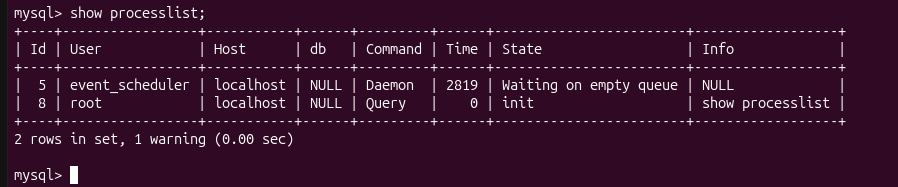 mysql> show processlist;
+----+-----------------+-----------+------+---------+------+------------------------+------------------+
| Id | User            | Host      | db   | Command | Time | State                  | Info             |
+----+-----------------+-----------+------+---------+------+------------------------+------------------+
|  5 | event_scheduler | localhost | NULL | Daemon  | 2819 | Waiting on empty queue | NULL             |
|  8 | root            | localhost | NULL | Query   |    0 | init                   | show processlist |
+----+-----------------+-----------+------+---------+------+------------------------+------------------+
2 rows in set, 1 warning (0.00 sec)
mysql>